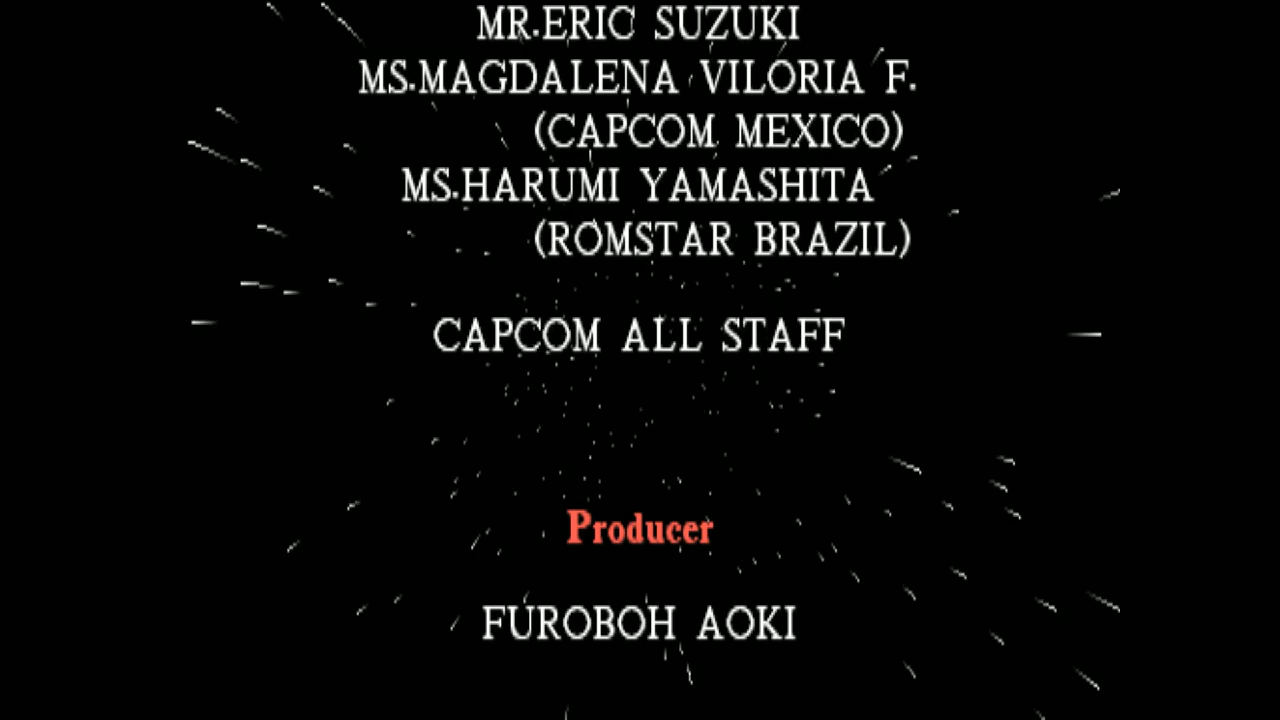 MR.ERIC SUZUKI
MS.MAGDALENA VILORIA F.
(CAPCOM MEXICO)
MS.HARUMI YAMASHITA
(ROMSTAR BRAZIL)
CAPCOM ALL STAFF
Producer
FUROBOH AOKI